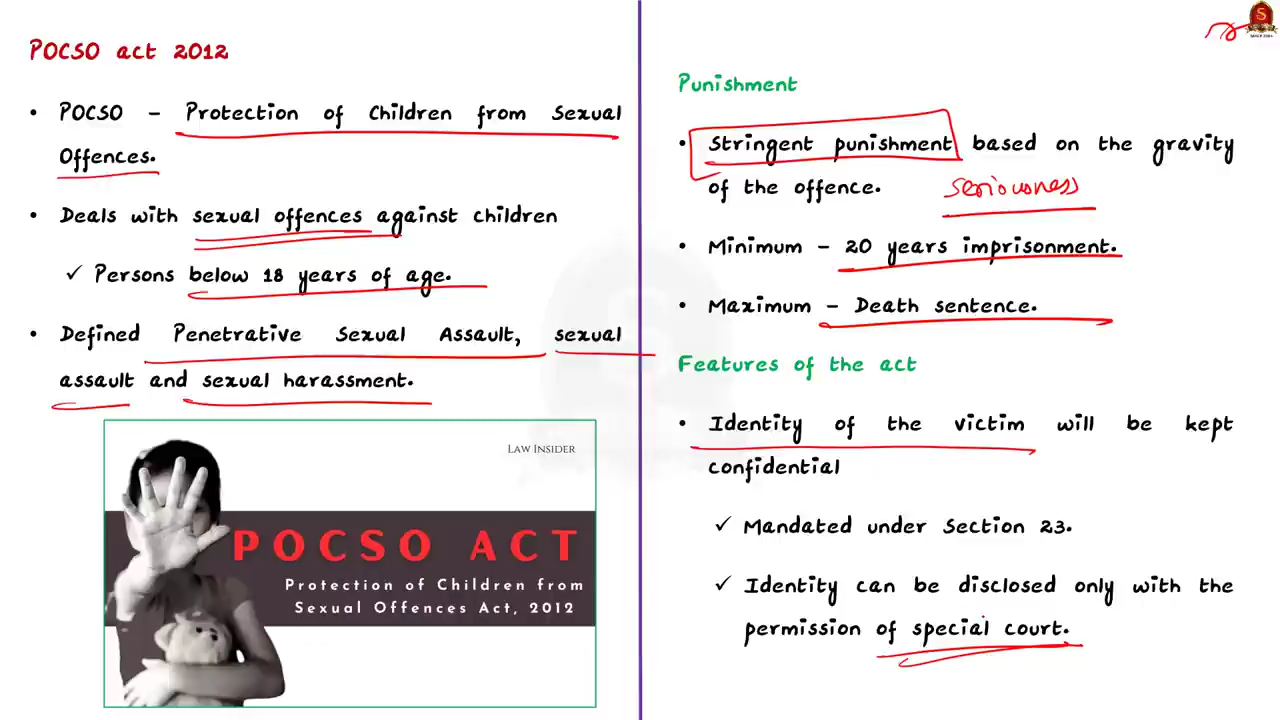 POCSO act 2012
• POCSO – Protection of Children from Sexual
Offences.
• Deals with sexual offences against children
✓ Persons below 18 years of age.
• Defined Penetrative Sexual Assault, sexual
assault and sexual harassment.
LAW INSIDER
POCSO ACT
Protection of Children from
Sexual Offences Act, 2012
Punishment
• Stringent punishment based on the gravity
of the offence. seriousness
• Minimum – 20 years imprisonment.
• Maximum – Death sentence.
Features of the act
• Identity of the victim will be kept
confidential
✓ Mandated under Section 23.
✓ Identity can be disclosed only with the
permission of special court.